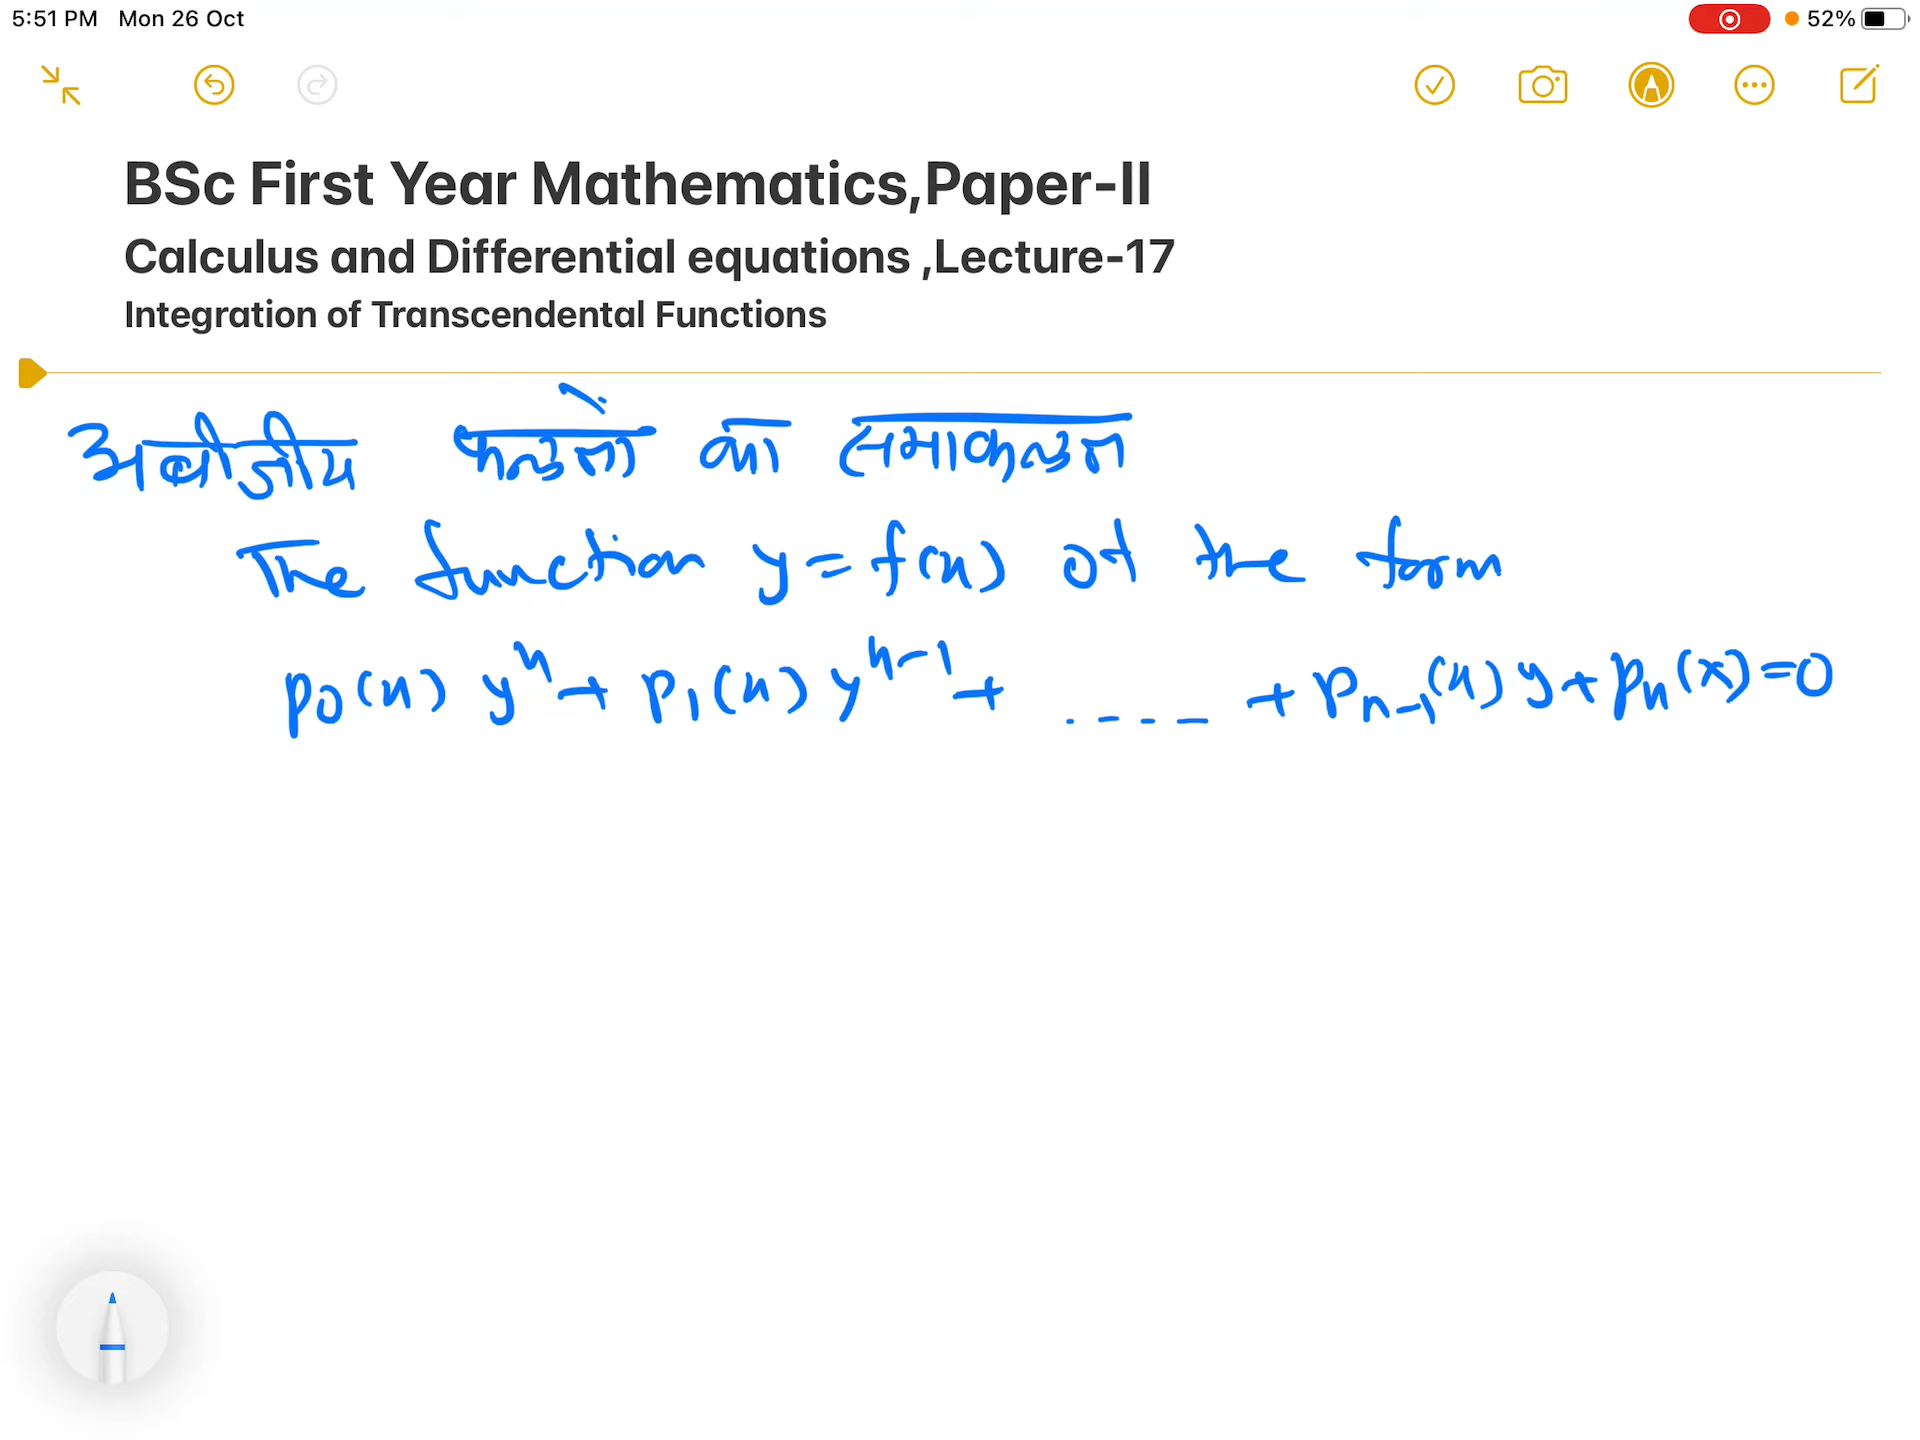 5:51 PM Mon 26 Oct 52%
BSc First Year Mathematics,Paper-II
Calculus and Differential equations ,Lecture-17
Integration of Transcendental Functions
अबीजीय फलनों का समाकलन
The function y = f(x) of the form
p₀(x) yⁿ + p₁(x) yⁿ⁻¹ + ..... + pₙ₋₁(x) y + pₙ(x) = 0